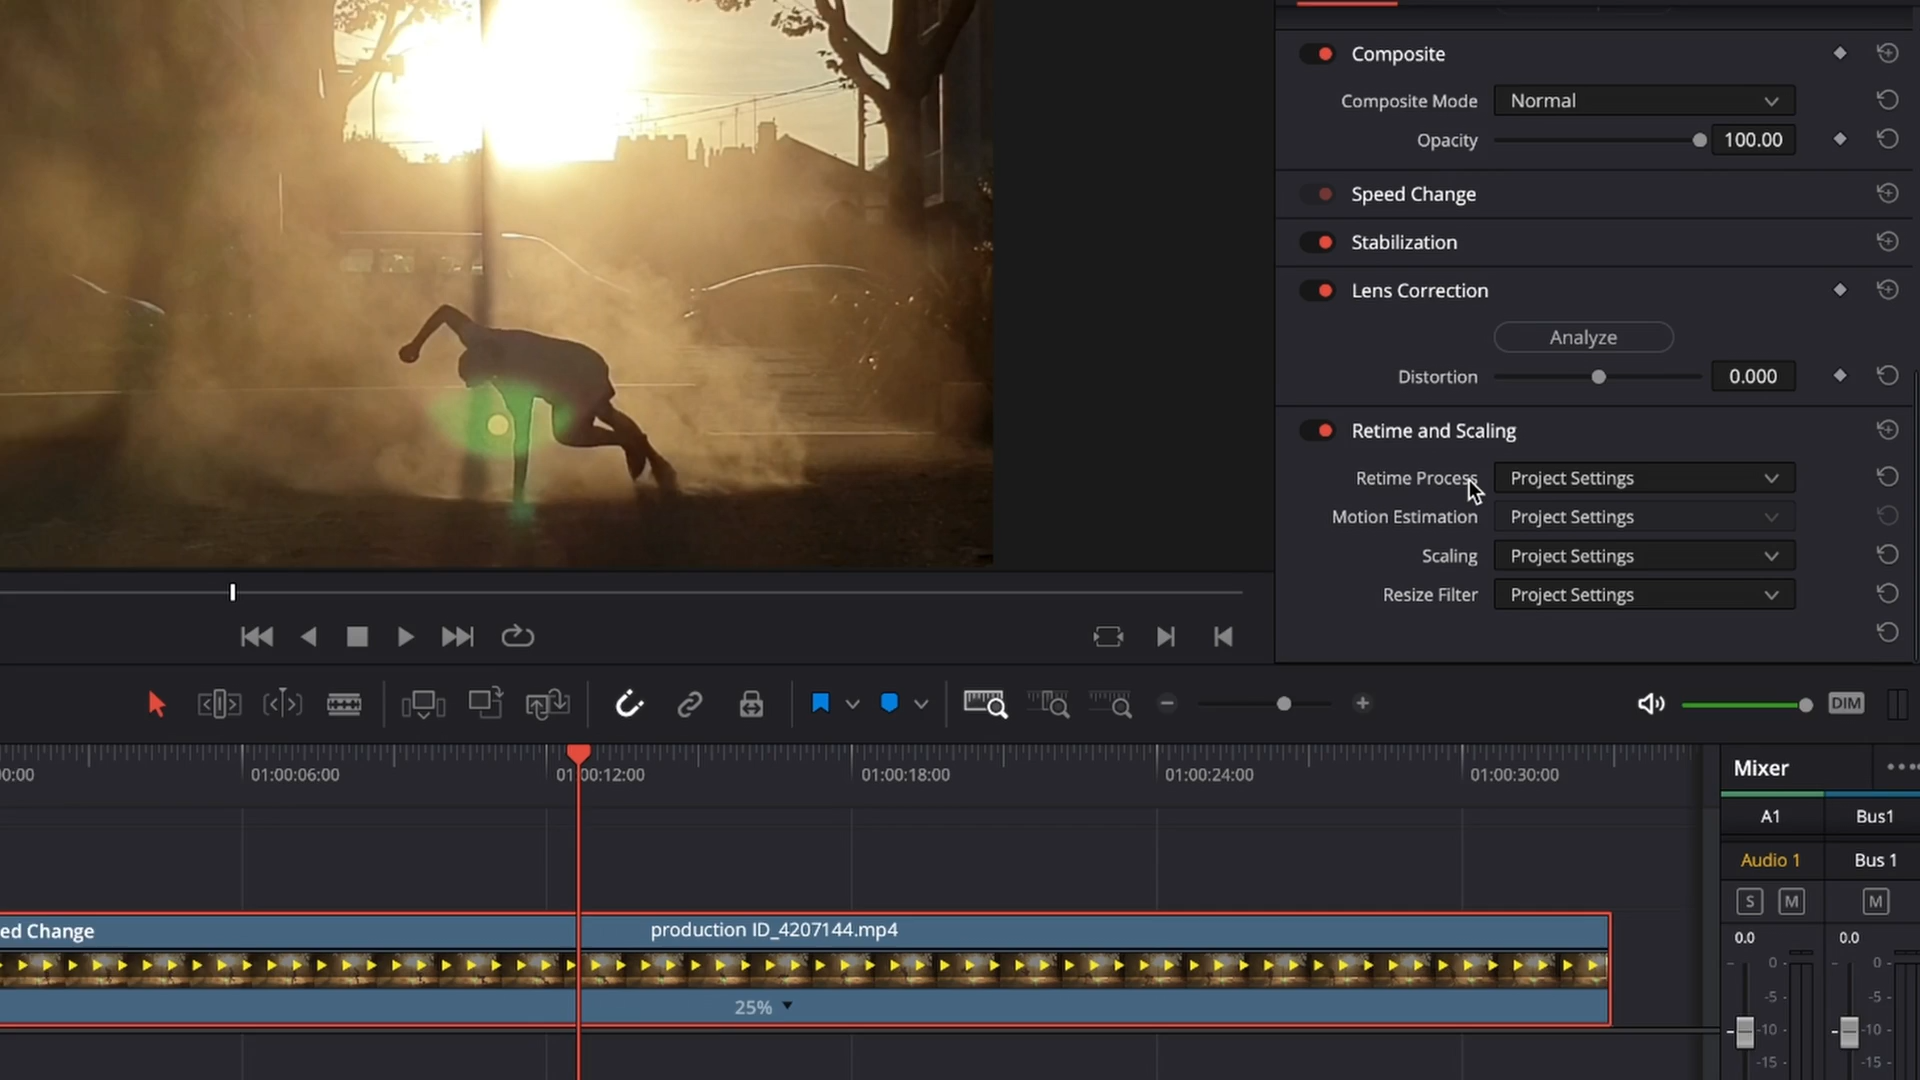 Composite
Composite Mode Normal
Opacity 100.00
Speed Change
Stabilization
Lens Correction
Analyze
Distortion 0.000
Retime and Scaling
Retime Process Project Settings
Motion Estimation Project Settings
Scaling Project Settings
Resize Filter Project Settings
DIM
00:00 01:00:06:00 01:00:12:00 01:00:18:00 01:00:24:00 01:00:30:00
Mixer
A1 Bus1
Audio 1 Bus 1
S M M
0.0 0.0
ed Change production ID_4207144.mp4
25%
0 0
-5 -5
-10 -10
-15 -15